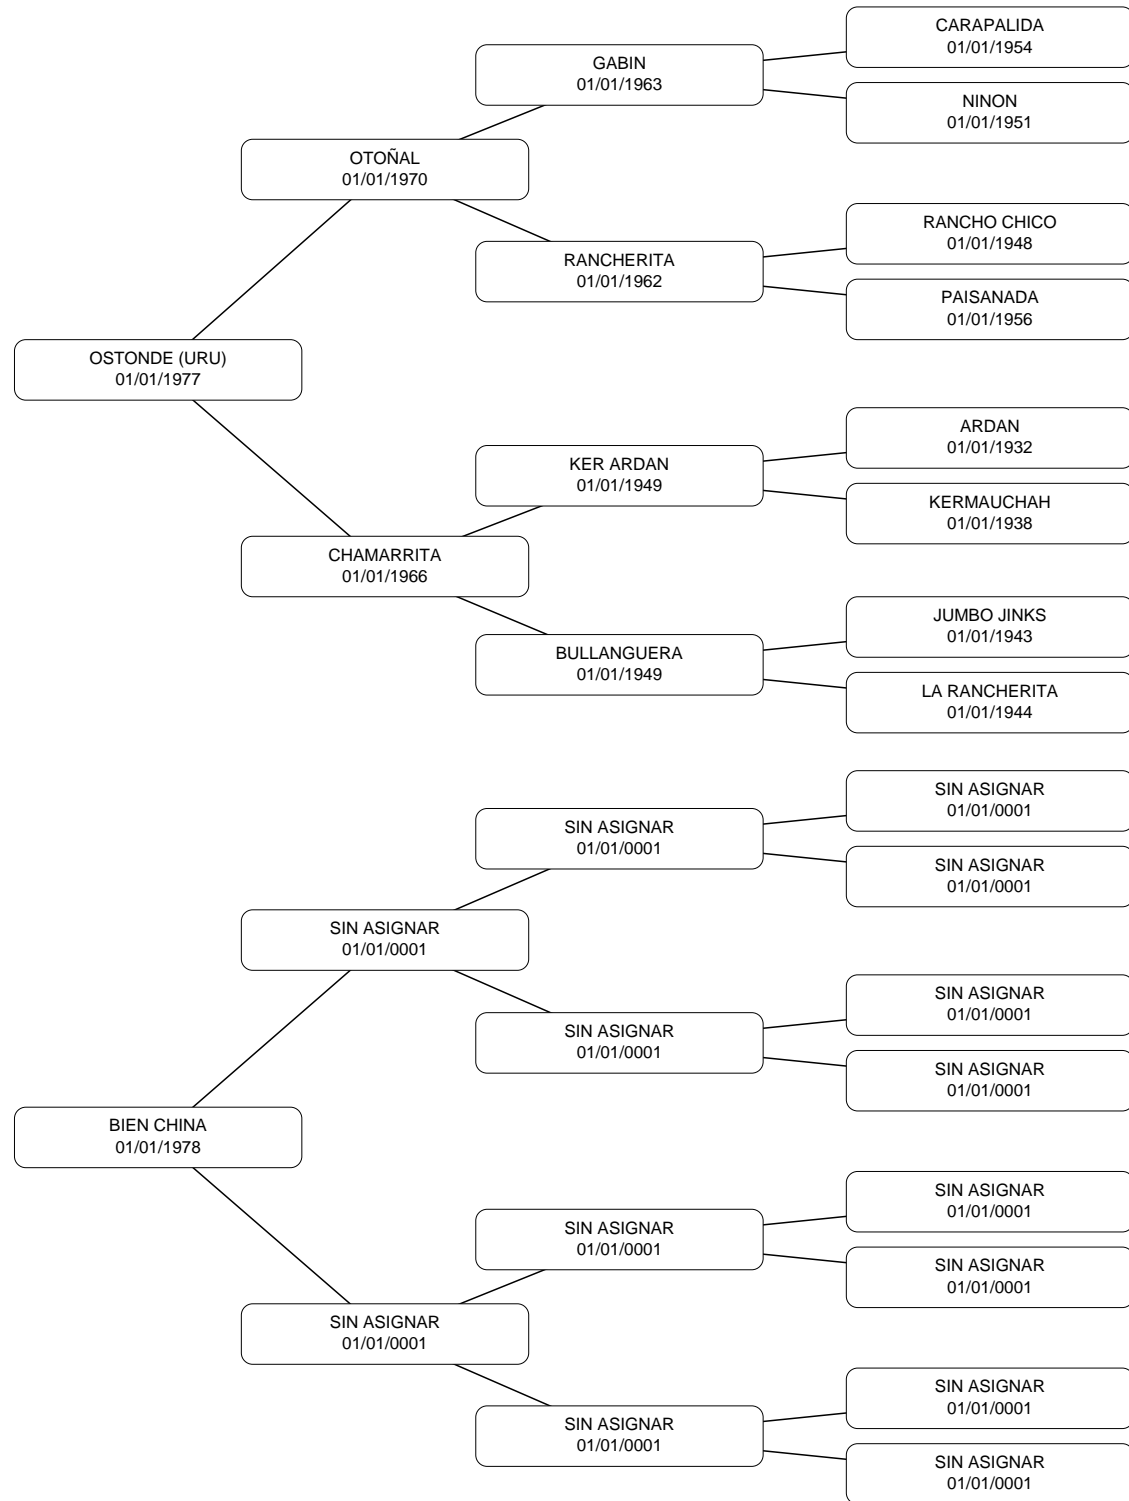 CARAPALIDA
01/01/1954
GABIN
01/01/1963
NINON
01/01/1951
OTOÑAL
01/01/1970
RANCHO CHICO
01/01/1948
RANCHERITA
01/01/1962
PAISANADA
01/01/1956
OSTONDE (URU)
01/01/1977
ARDAN
01/01/1932
KER ARDAN
01/01/1949
KERMAUCHAH
01/01/1938
CHAMARRITA
01/01/1966
JUMBO JINKS
01/01/1943
BULLANGUERA
01/01/1949
LA RANCHERITA
01/01/1944
SIN ASIGNAR
01/01/0001
SIN ASIGNAR
01/01/0001
SIN ASIGNAR
01/01/0001
SIN ASIGNAR
01/01/0001
SIN ASIGNAR
01/01/0001
SIN ASIGNAR
01/01/0001
SIN ASIGNAR
01/01/0001
BIEN CHINA
01/01/1978
SIN ASIGNAR
01/01/0001
SIN ASIGNAR
01/01/0001
SIN ASIGNAR
01/01/0001
SIN ASIGNAR
01/01/0001
SIN ASIGNAR
01/01/0001
SIN ASIGNAR
01/01/0001
SIN ASIGNAR
01/01/0001